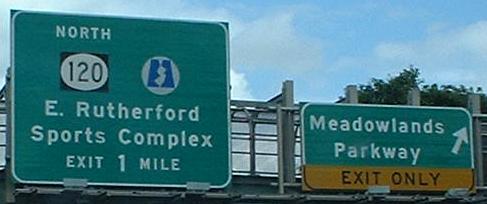 NORTH
120
E. Rutherford
Sports Complex
EXIT 1 MILE
Meadowlands
Parkway
EXIT ONLY